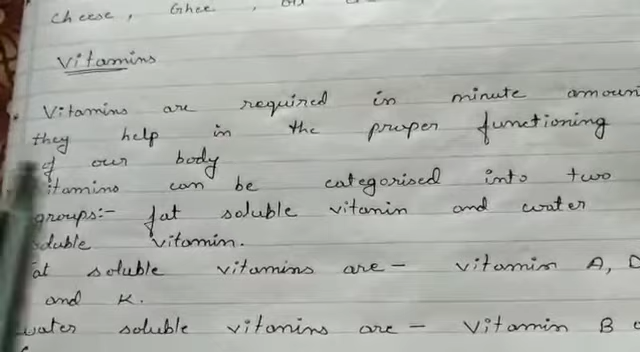 cheese, Ghee,
Vitamins
Vitamins are required in minute amoun
they help in the proper functioning
of our body
itamins can be categorised into two
groups:- fat soluble vitamin and water
soluble vitamin.
at soluble vitamins are - vitamin A, D
and K.
water soluble vitamins are - Vitamin B